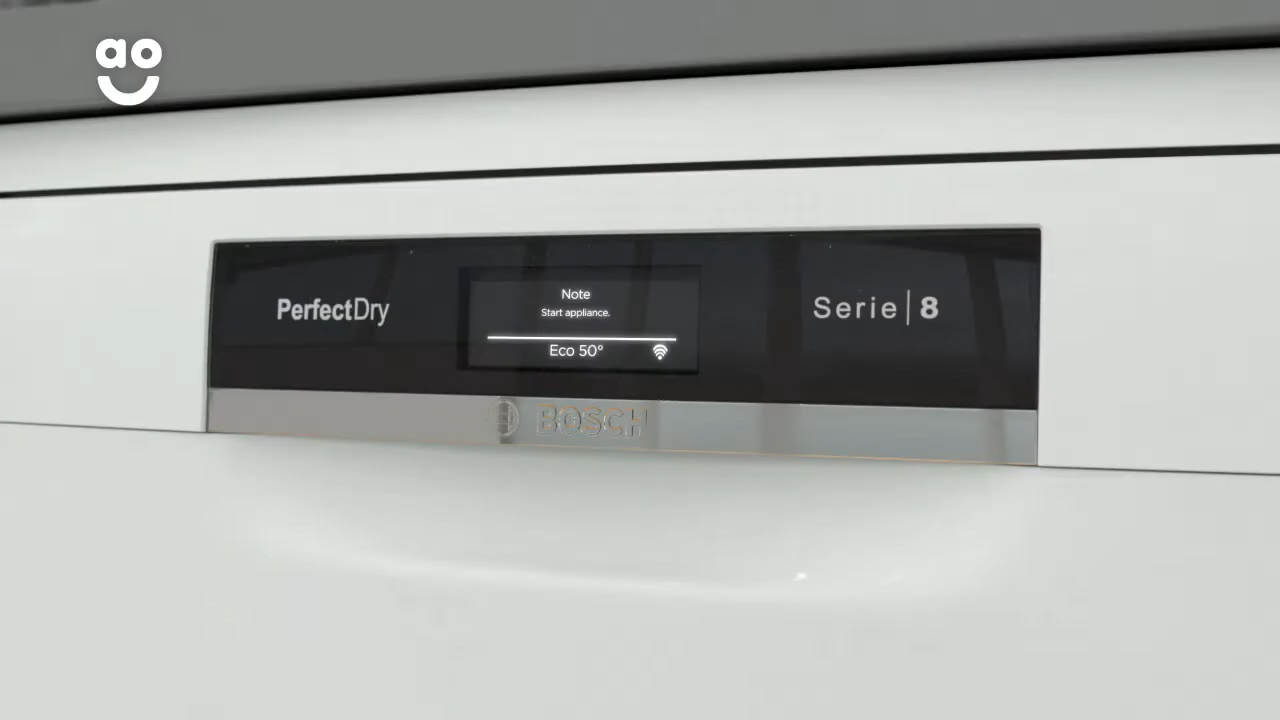 ao
PerfectDry
Note
Start appliance.
Eco 50°
Serie|8
BOSCH